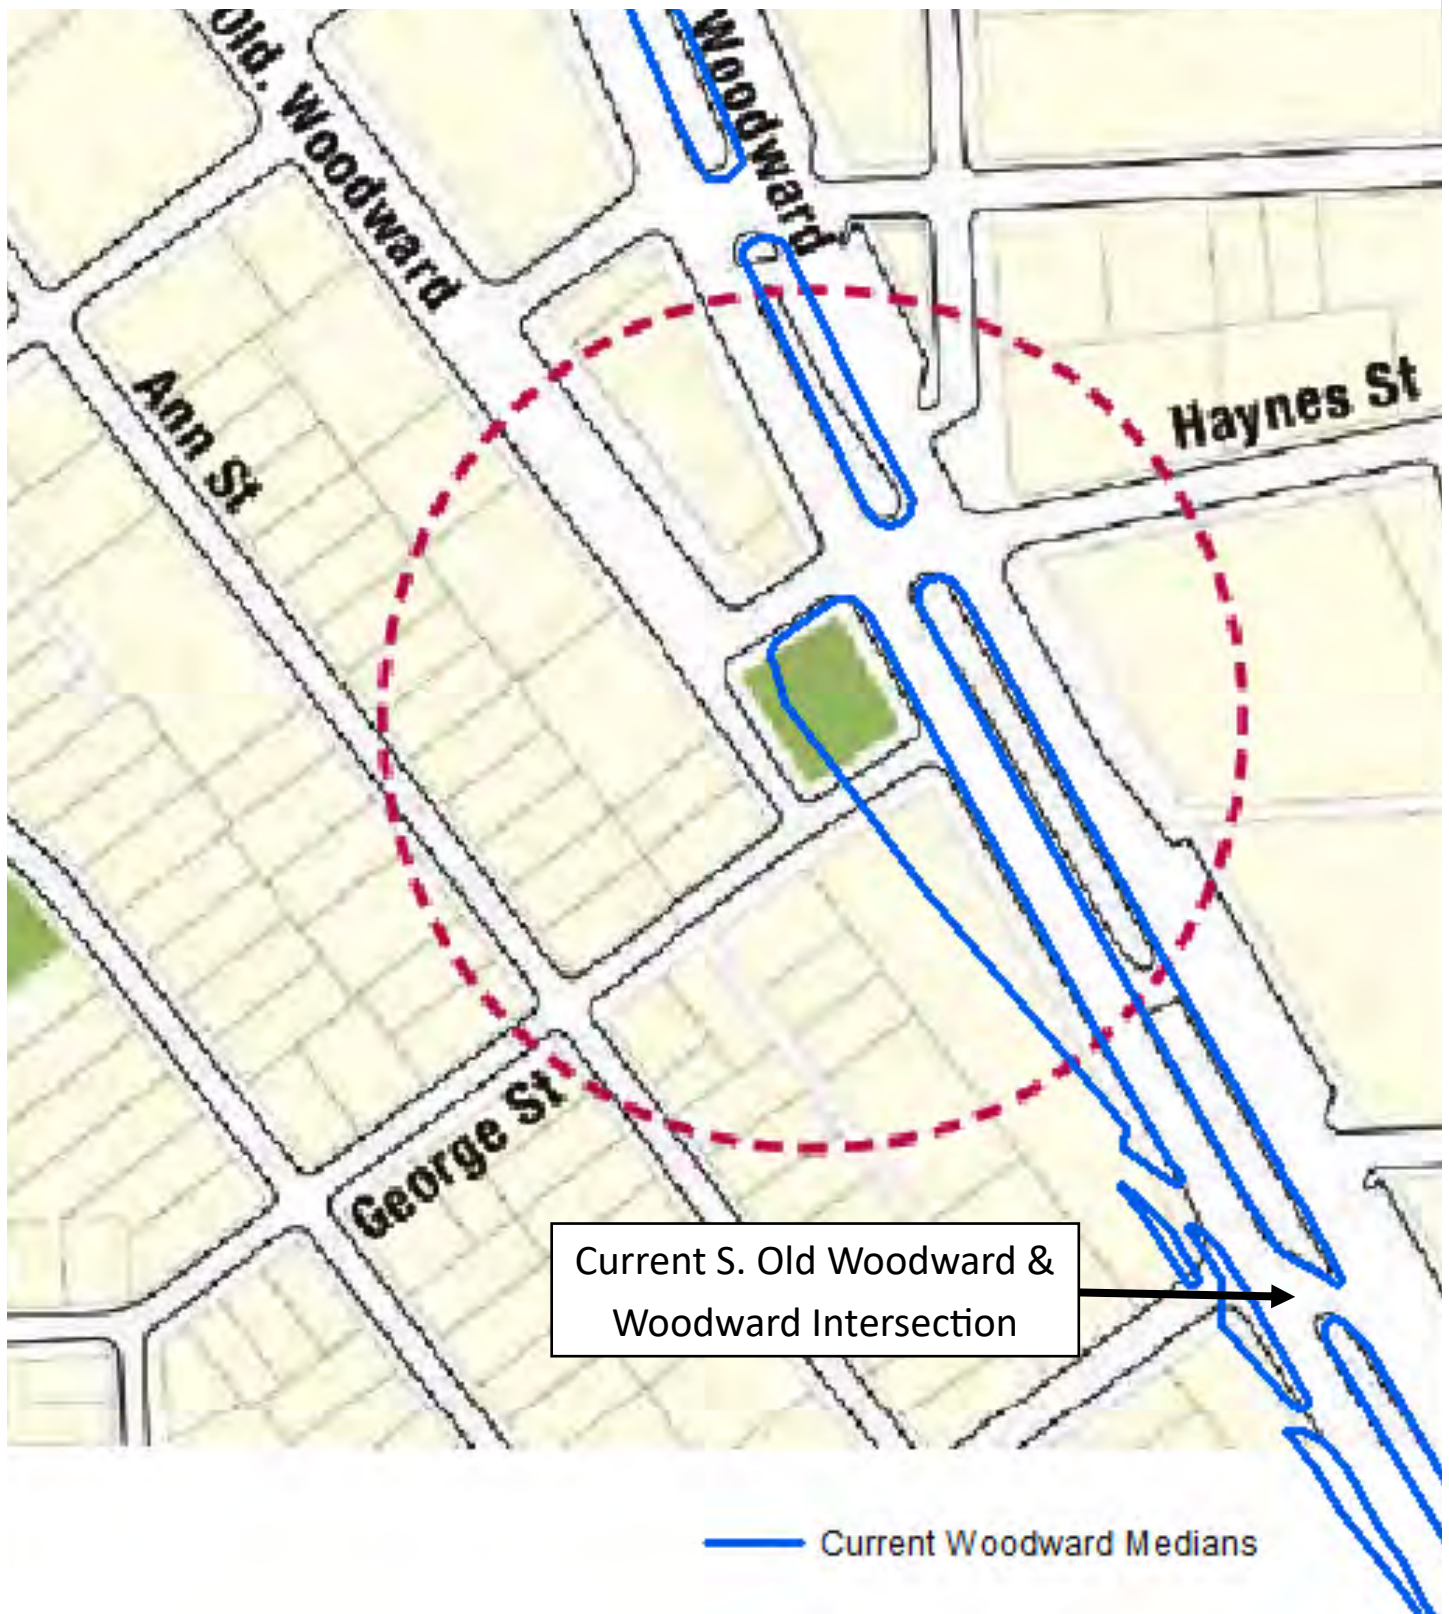 Old. Woodward
Woodward
Ann St
Haynes St
George St
Current S. Old Woodward &
Woodward Intersection
Current Woodward Medians